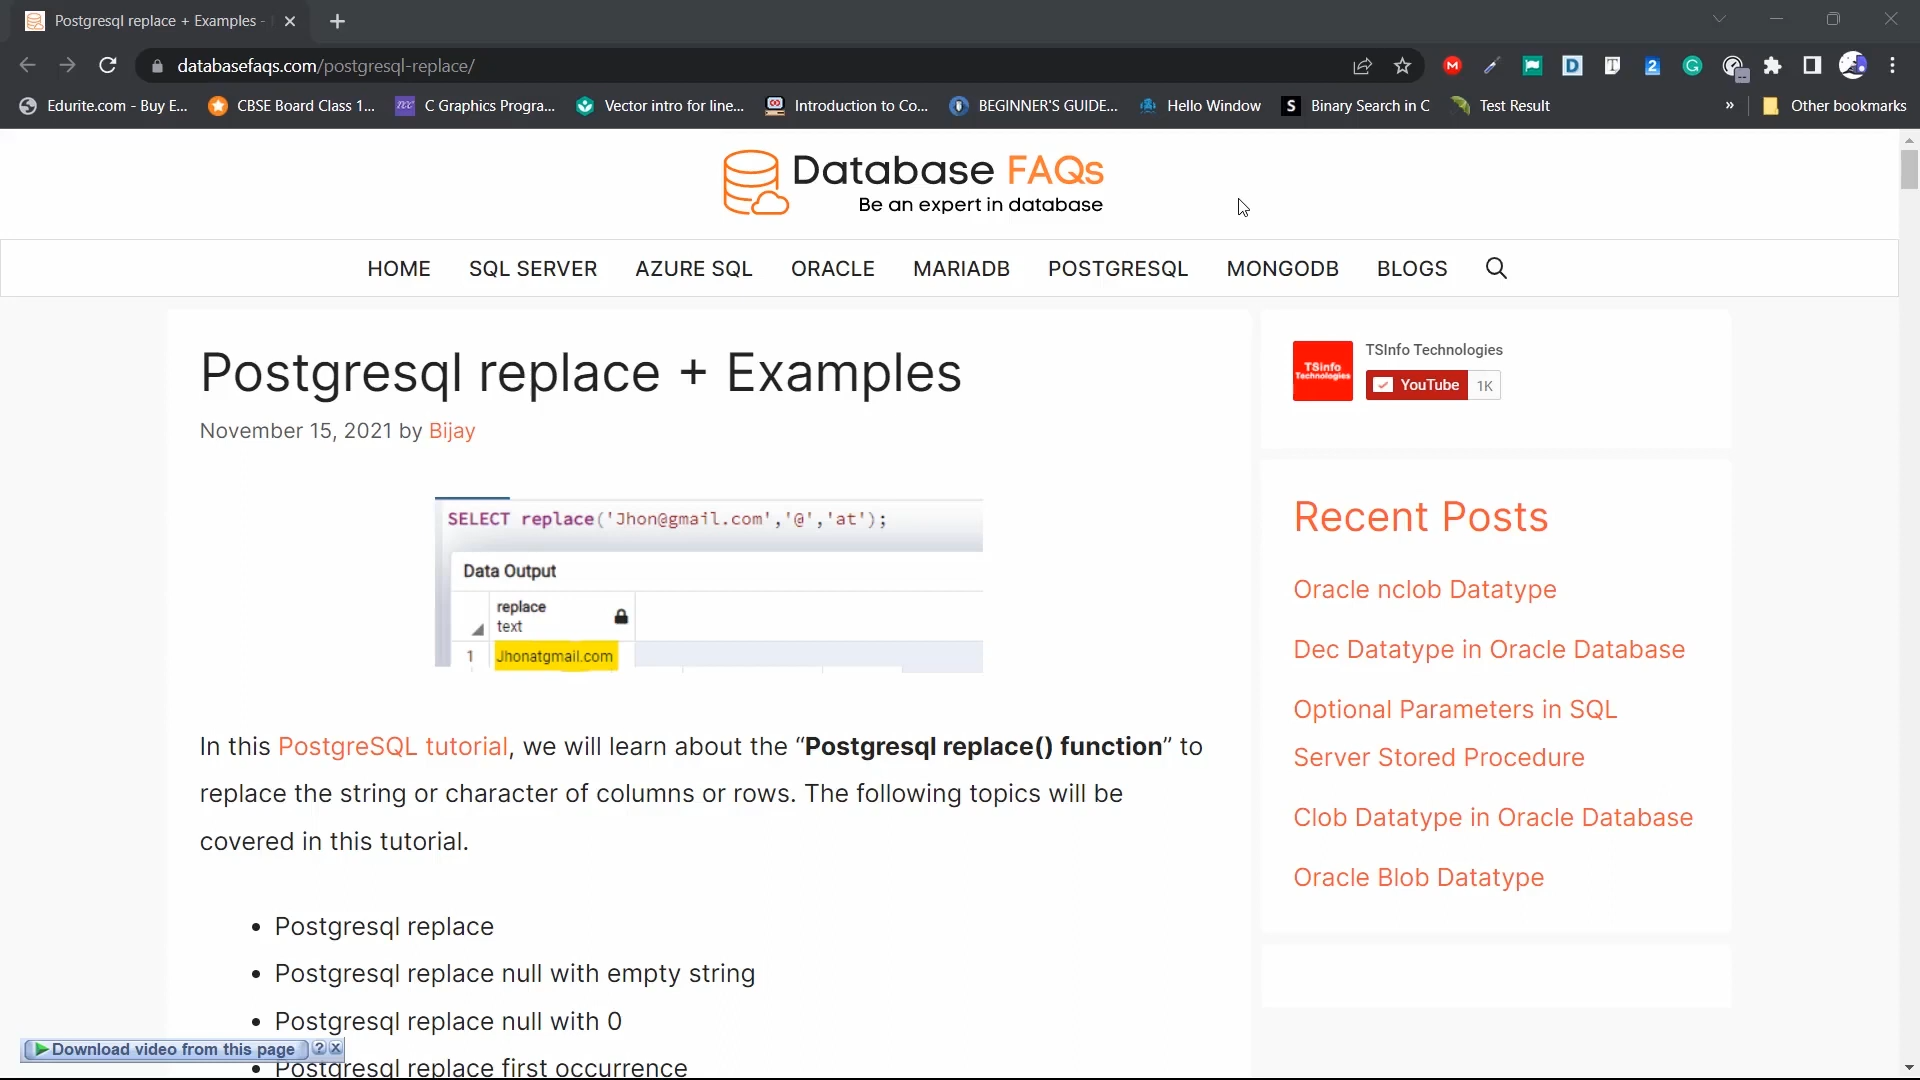 Postgresql replace + Examples -
databasefaqs.com/postgresql-replace/
M
D
T
2
G
Edurite.com - Buy E...
CBSE Board Class 1...
C Graphics Progra...
Vector intro for line...
Introduction to Co...
BEGINNER'S GUIDE...
Hello Window
S
Binary Search in C
Test Result
»
Other bookmarks
Database FAQs
Be an expert in database
HOME
SQL SERVER
AZURE SQL
ORACLE
MARIADB
POSTGRESQL
MONGODB
BLOGS
Postgresql replace + Examples
November 15, 2021 by Bijay
SELECT replace('Jhon@gmail.com','@','at');
Data Output
replace
text
1 Jhonatgmail.com
In this PostgreSQL tutorial, we will learn about the “Postgresql replace() function” to
replace the string or character of columns or rows. The following topics will be
covered in this tutorial.
• Postgresql replace
• Postgresql replace null with empty string
• Postgresql replace null with 0
• Postgresql replace first occurrence
Download video from this page ? X
TSinfo
Technologies
TSInfo Technologies
YouTube 1K
Recent Posts
Oracle nclob Datatype
Dec Datatype in Oracle Database
Optional Parameters in SQL
Server Stored Procedure
Clob Datatype in Oracle Database
Oracle Blob Datatype